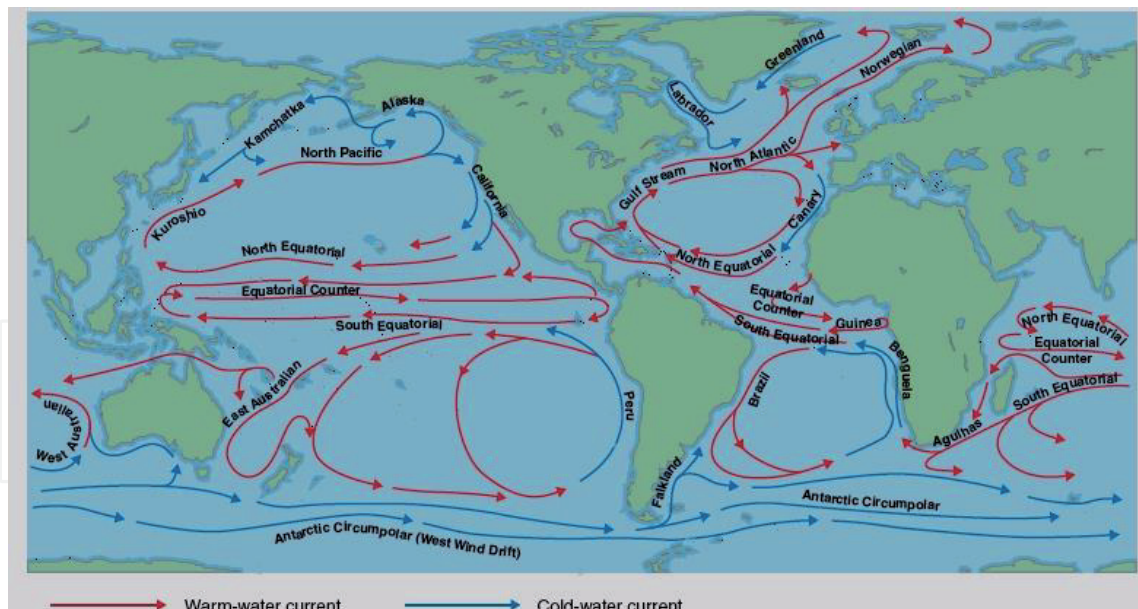 Greenland
Norwegian
Labrador
Alaska
Kamchatka
North Pacific
North Atlantic
Gulf Stream
California
Canary
Kuroshio
North Equatorial
North Equatorial
Equatorial Counter
Equatorial
Counter
South Equatorial
South Equatorial
Guinea
North Equatorial
Equatorial
Counter
South Equatorial
East Australian
West Australian
Peru
Brazil
Benguela
Agulhas
Falkland
Antarctic Circumpolar
Antarctic Circumpolar (West Wind Drift)
Warm-water current
Cold-water current